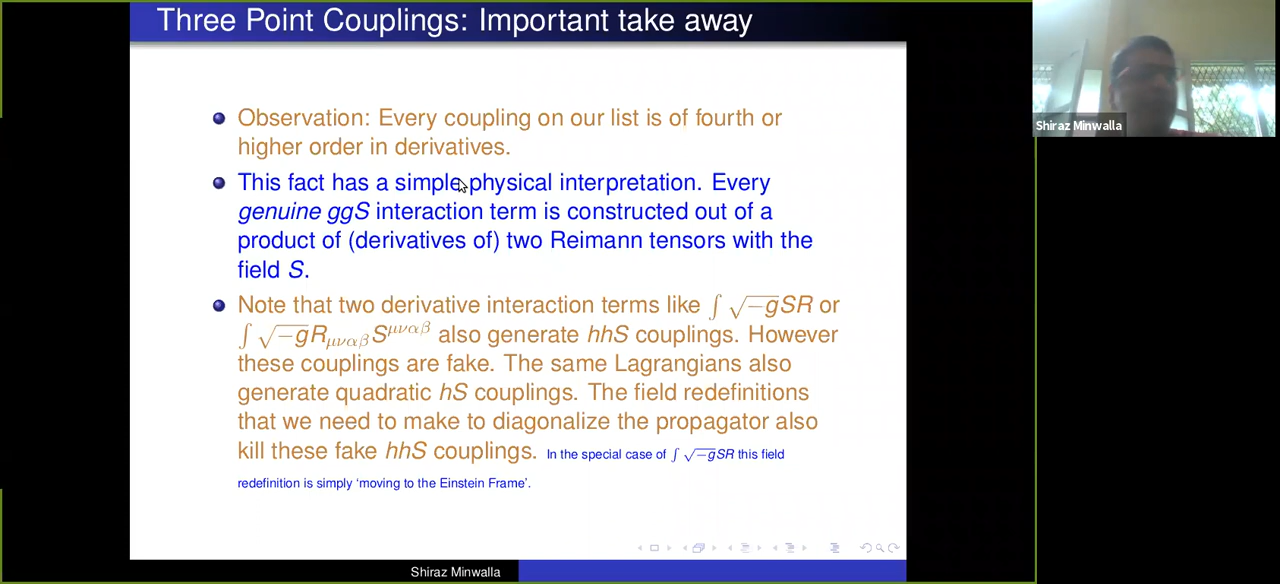 Three Point Couplings: Important take away
Observation: Every coupling on our list is of fourth or
higher order in derivatives.
This fact has a simple physical interpretation. Every
genuine ggS interaction term is constructed out of a
product of (derivatives of) two Reimann tensors with the
field S.
Note that two derivative interaction terms like ∫ √−g SR or
∫ √−g R_{μναβ} S^{μναβ} also generate hhS couplings. However
these couplings are fake. The same Lagrangians also
generate quadratic hS couplings. The field redefinitions
that we need to make to diagonalize the propagator also
kill these fake hhS couplings. In the special case of ∫ √−g SR this field
redefinition is simply 'moving to the Einstein Frame'.
Shiraz Minwalla
Shiraz Minwalla